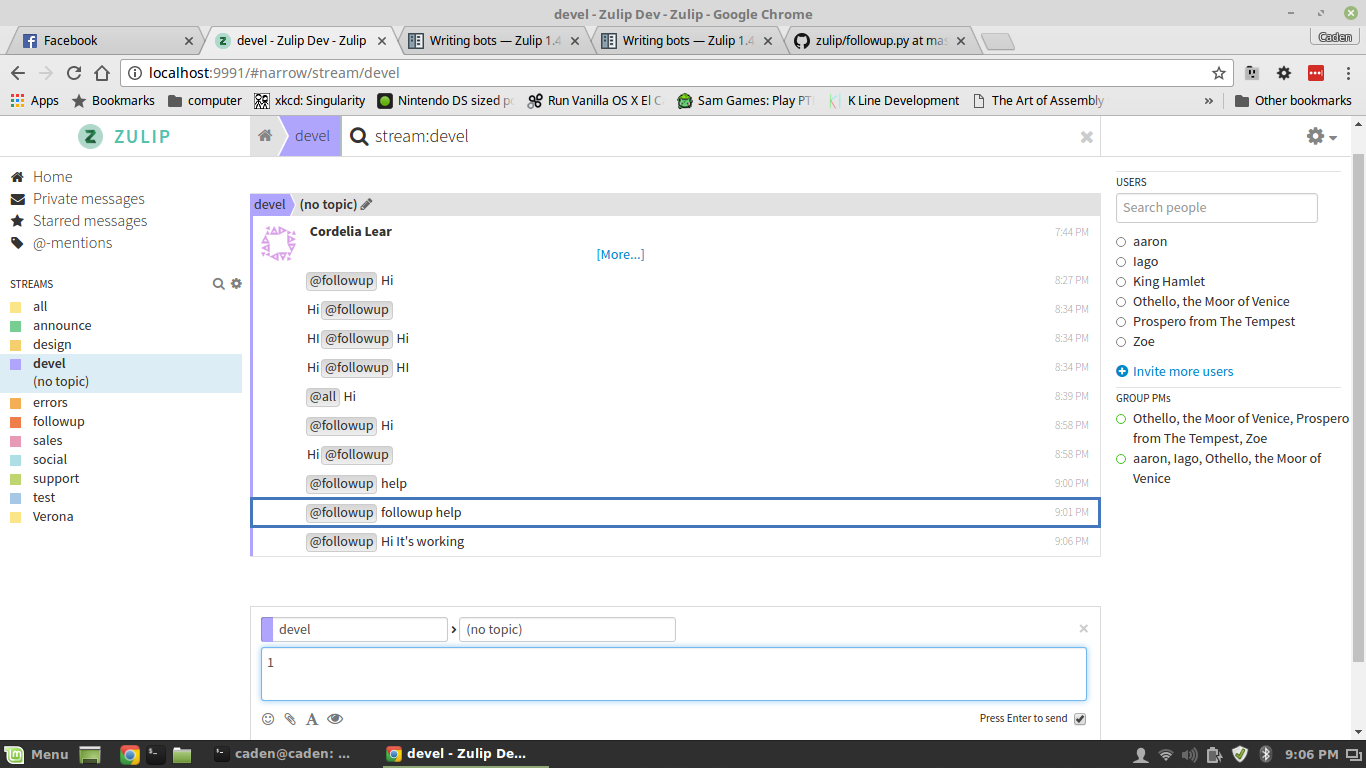 devel - Zulip Dev - Zulip - Google Chrome
Facebook
devel - Zulip Dev - Zulip
Writing bots — Zulip 1.4
Writing bots — Zulip 1.4
zulip/followup.py at mas
Caden
localhost:9991/#narrow/stream/devel
Apps
Bookmarks
computer
xkcd: Singularity
Nintendo DS sized po
Run Vanilla OS X El C
Sam Games: Play PT
K Line Development
The Art of Assembly
»
Other bookmarks
ZULIP
devel
stream:devel
Home
Private messages
Starred messages
@-mentions
STREAMS
all
announce
design
devel
(no topic)
errors
followup
sales
social
support
test
Verona
devel (no topic)
Cordelia Lear 7:44 PM
[More...]
@followup Hi 8:27 PM
Hi @followup 8:34 PM
HI @followup Hi 8:34 PM
Hi @followup HI 8:34 PM
@all Hi 8:39 PM
@followup Hi 8:58 PM
Hi @followup 8:58 PM
@followup help 9:00 PM
@followup followup help 9:01 PM
@followup Hi It's working 9:06 PM
devel › (no topic)
1
Press Enter to send
USERS
Search people
aaron
Iago
King Hamlet
Othello, the Moor of Venice
Prospero from The Tempest
Zoe
Invite more users
GROUP PMs
Othello, the Moor of Venice, Prospero
from The Tempest, Zoe
aaron, Iago, Othello, the Moor of
Venice
Menu
caden@caden: ...
devel - Zulip De...
9:06 PM